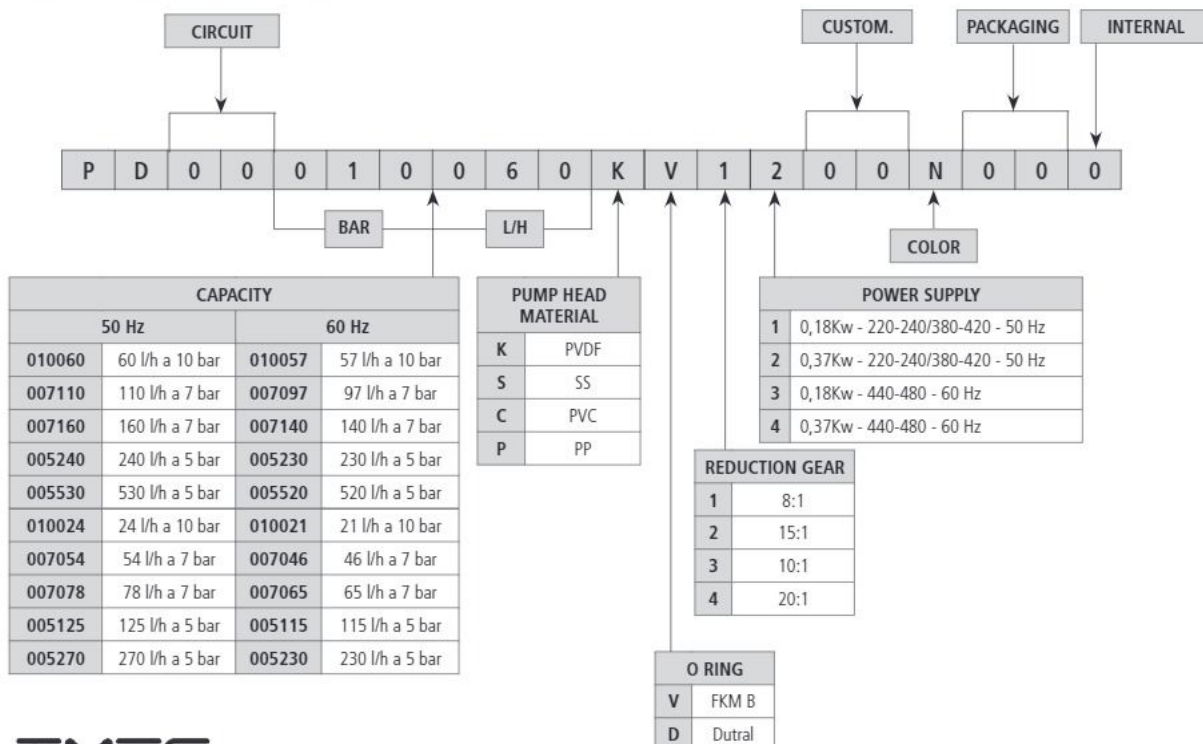 CIRCUIT
CUSTOM.
PACKAGING
INTERNAL
P D 0 0 0 1 0 0 6 0 K V 1 2 0 0 N 0 0 0
BAR
L/H
COLOR
CAPACITY
50 Hz 60 Hz
010060 60 l/h a 10 bar 010057 57 l/h a 10 bar
007110 110 l/h a 7 bar 007097 97 l/h a 7 bar
007160 160 l/h a 7 bar 007140 140 l/h a 7 bar
005240 240 l/h a 5 bar 005230 230 l/h a 5 bar
005530 530 l/h a 5 bar 005520 520 l/h a 5 bar
010024 24 l/h a 10 bar 010021 21 l/h a 10 bar
007054 54 l/h a 7 bar 007046 46 l/h a 7 bar
007078 78 l/h a 7 bar 007065 65 l/h a 7 bar
005125 125 l/h a 5 bar 005115 115 l/h a 5 bar
005270 270 l/h a 5 bar 005230 230 l/h a 5 bar
PUMP HEAD
MATERIAL
K PVDF
S SS
C PVC
P PP
POWER SUPPLY
1 0,18Kw - 220-240/380-420 - 50 Hz
2 0,37Kw - 220-240/380-420 - 50 Hz
3 0,18Kw - 440-480 - 60 Hz
4 0,37Kw - 440-480 - 60 Hz
REDUCTION GEAR
1 8:1
2 15:1
3 10:1
4 20:1
O RING
V FKM B
D Dutral